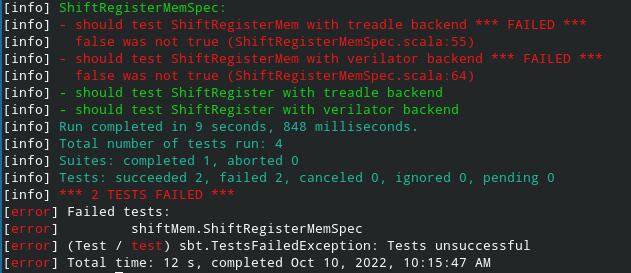 [info] ShiftRegisterMemSpec:
[info] - should test ShiftRegisterMem with treadle backend *** FAILED ***
[info]   false was not true (ShiftRegisterMemSpec.scala:55)
[info] - should test ShiftRegisterMem with verilator backend *** FAILED ***
[info]   false was not true (ShiftRegisterMemSpec.scala:64)
[info] - should test ShiftRegister with treadle backend
[info] - should test ShiftRegister with verilator backend
[info] Run completed in 9 seconds, 848 milliseconds.
[info] Total number of tests run: 4
[info] Suites: completed 1, aborted 0
[info] Tests: succeeded 2, failed 2, canceled 0, ignored 0, pending 0
[info] *** 2 TESTS FAILED ***
[error] Failed tests:
[error]         shiftMem.ShiftRegisterMemSpec
[error] (Test / test) sbt.TestsFailedException: Tests unsuccessful
[error] Total time: 12 s, completed Oct 10, 2022, 10:15:47 AM